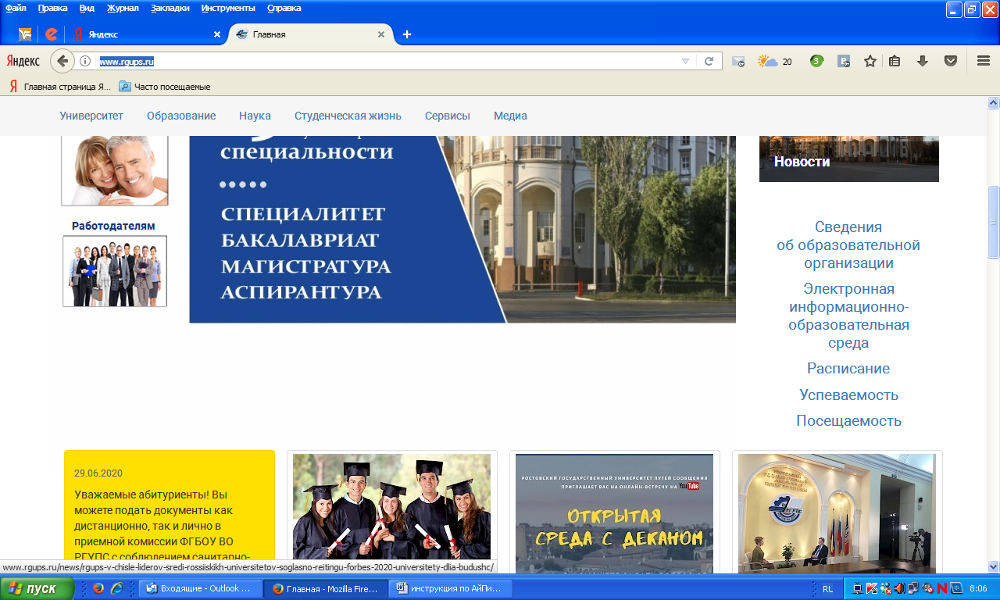 Файл Правка Вид Журнал Закладки Инструменты Справка
Яндекс
Главная
Яндекс
www.rgups.ru
20
3
Главная страница Я...
Часто посещаемые
Университет Образование Наука Студенческая жизнь Сервисы Медиа
специальности
СПЕЦИАЛИТЕТ
БАКАЛАВРИАТ
МАГИСТРАТУРА
АСПИРАНТУРА
Работодателям
Новости
Сведения
об образовательной
организации
Электронная
информационно-
образовательная
среда
Расписание
Успеваемость
Посещаемость
29.06.2020
Уважаемые абитуриенты! Вы
можете подать документы как
дистанционно, так и лично в
приемной комиссии ФГБОУ ВО
РГУПС с соблюдением санитарно-
РОСТОВСКИЙ ГОСУДАРСТВЕННЫЙ УНИВЕРСИТЕТ ПУТЕЙ СООБЩЕНИЯ
ПРИГЛАШАЕТ ВАС НА ОНЛАЙН-ВСТРЕЧУ НА YouTube
ОТКРЫТАЯ
СРЕДА С ДЕКАНОМ
www.rgups.ru/news/rgups-v-chisle-liderov-sredi-rossiiskikh-universitetov-soglasno-reitingu-forbes-2020-universitety-dlia-budushc/
пуск
Входящие - Outlook ...
Главная - Mozilla Fire...
инструкция по АйПи...
RL
8:06